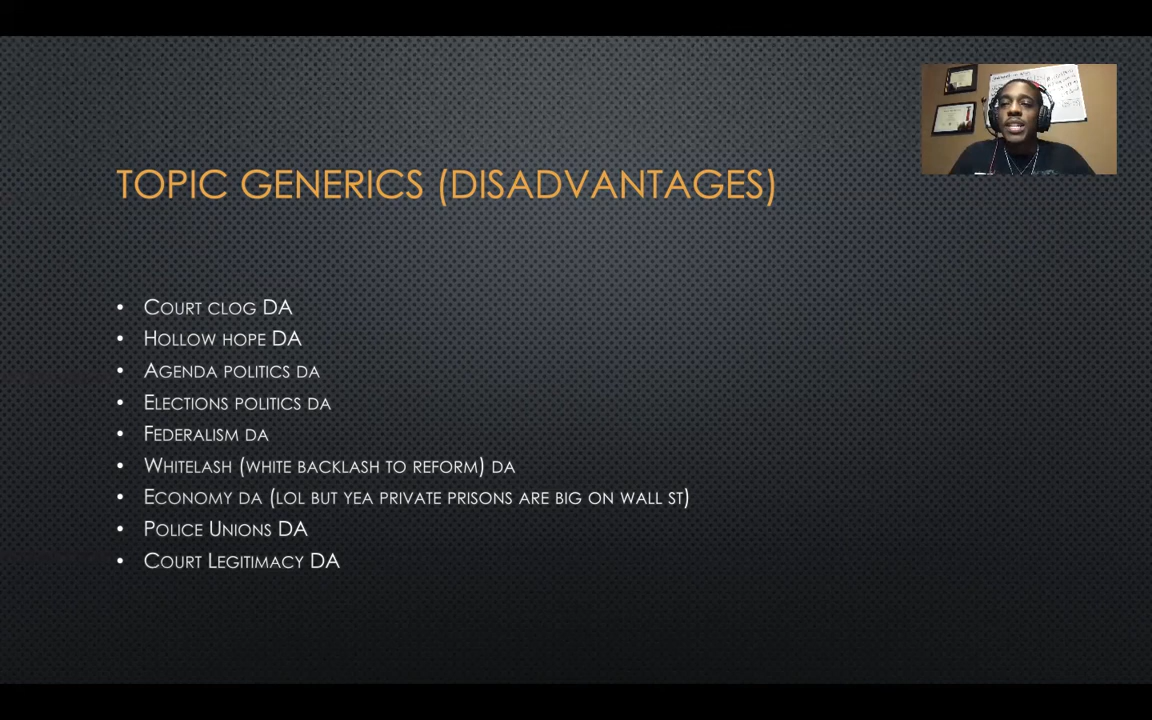 TOPIC GENERICS (DISADVANTAGES)
• COURT CLOG DA
• HOLLOW HOPE DA
• AGENDA POLITICS DA
• ELECTIONS POLITICS DA
• FEDERALISM DA
• WHITELASH (WHITE BACKLASH TO REFORM) DA
• ECONOMY DA (LOL BUT YEA PRIVATE PRISONS ARE BIG ON WALL ST)
• POLICE UNIONS DA
• COURT LEGITIMACY DA